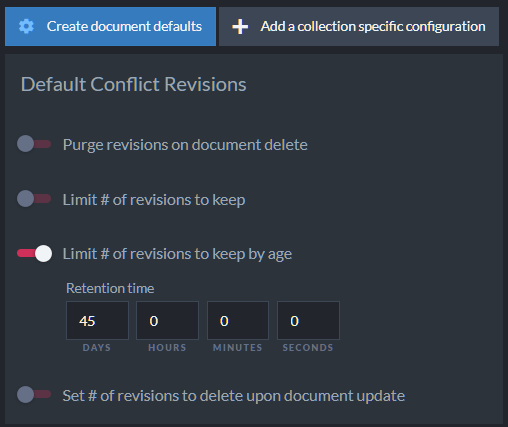 Create document defaults
Add a collection specific configuration
Default Conflict Revisions
Purge revisions on document delete
Limit # of revisions to keep
Limit # of revisions to keep by age
Retention time
45 0 0 0
DAYS HOURS MINUTES SECONDS
Set # of revisions to delete upon document update